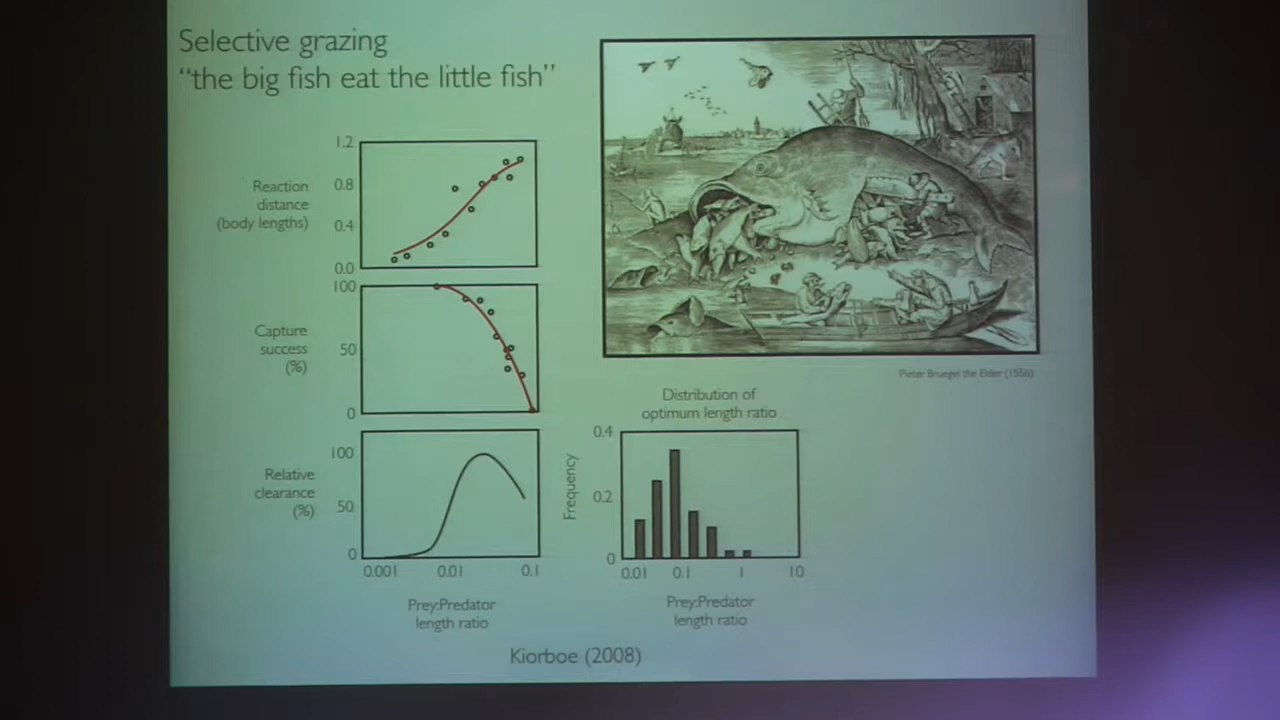 Selective grazing
"the big fish eat the little fish"
1.2
0.8
0.4
0.0
Reaction
distance
(body lengths)
100
50
0
Capture
success
(%)
100
50
0
Relative
clearance
(%)
0.001
0.01
0.1
Prey:Predator
length ratio
Pieter Bruegel the Elder (1556)
Distribution of
optimum length ratio
0.4
0.2
0
Frequency
0.01
0.1
1
10
Prey:Predator
length ratio
Kiorboe (2008)